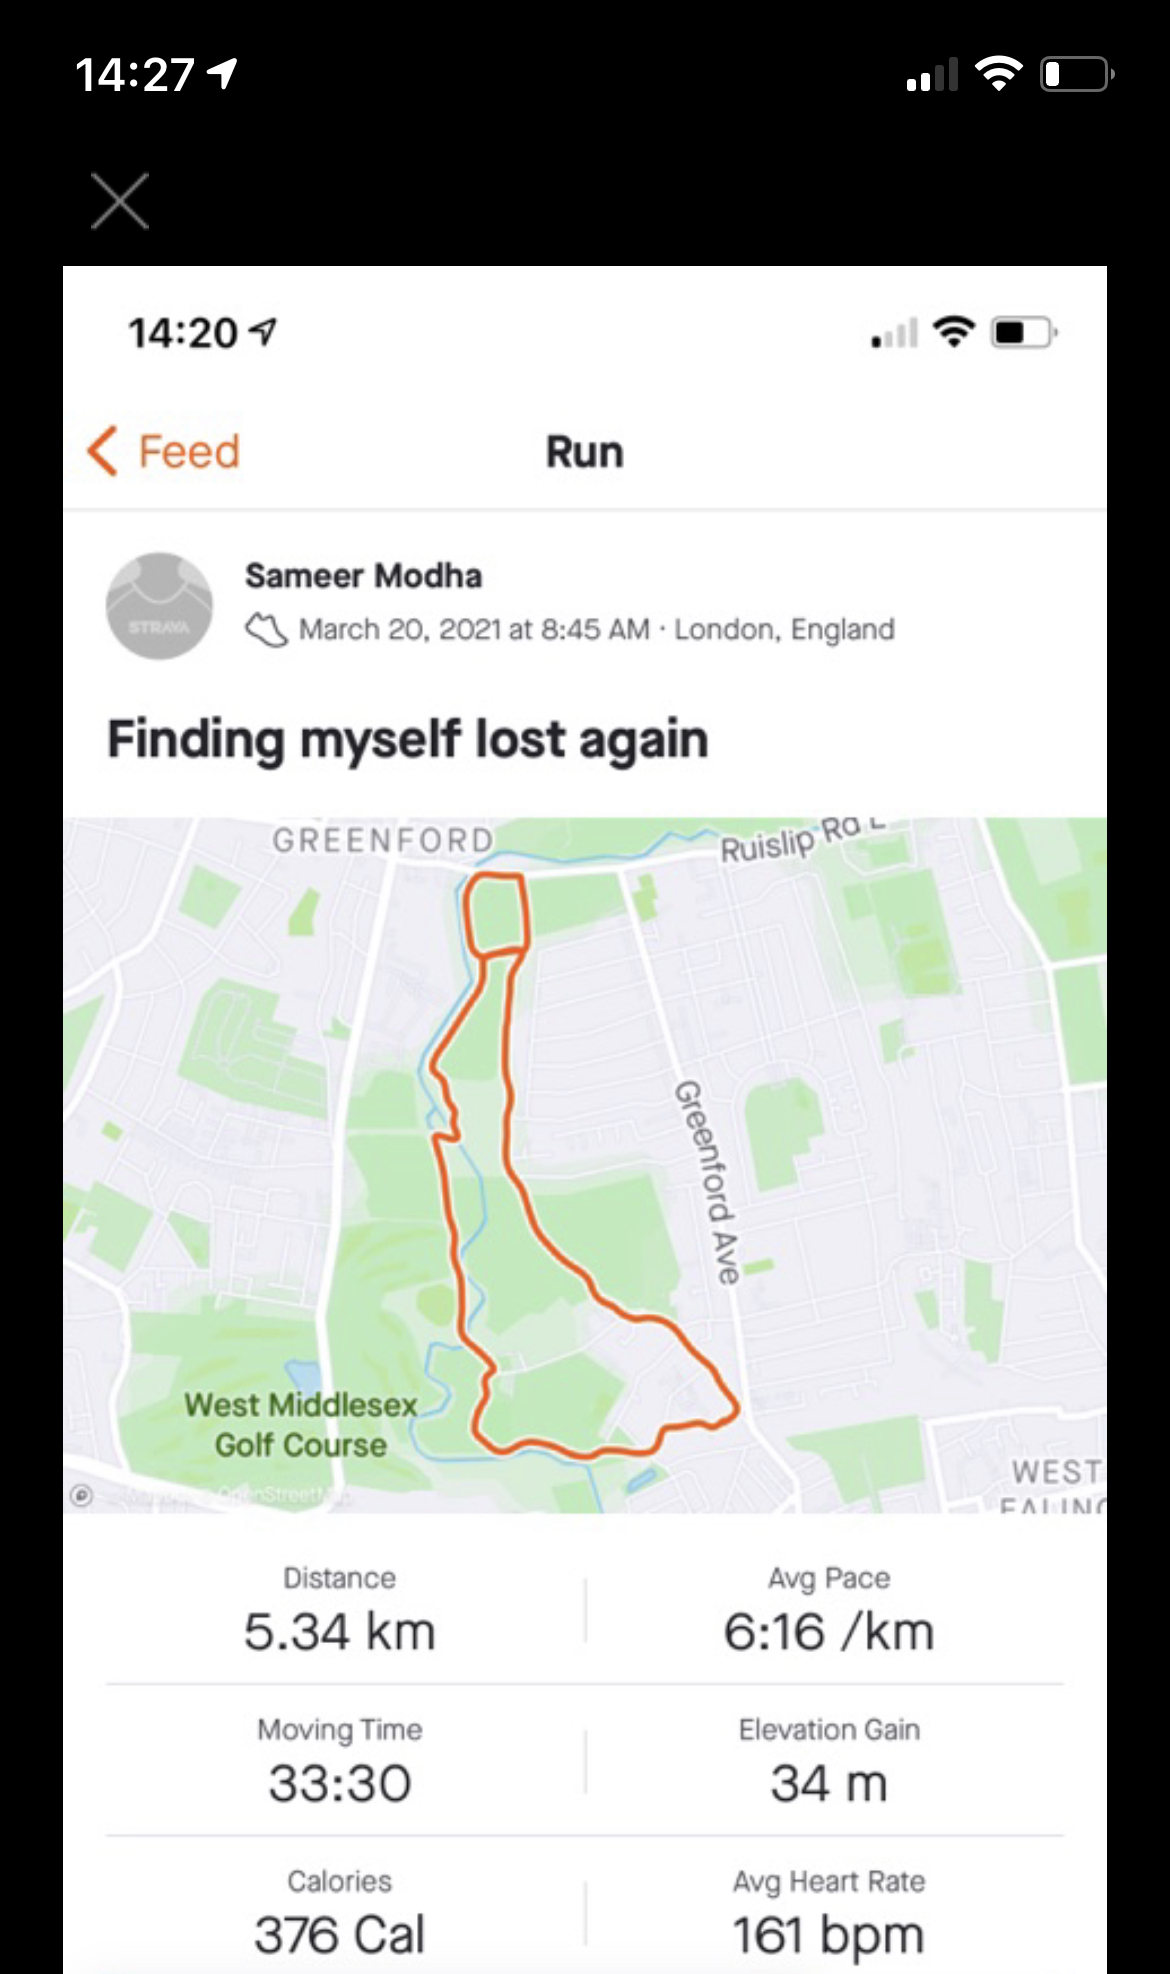 14:27
14:20
Feed
Run
Sameer Modha
STRAVA
March 20, 2021 at 8:45 AM · London, England
Finding myself lost again
GREENFORD
Ruislip Rd E
Greenford Ave
West Middlesex
Golf Course
WEST
EALING
OpenStreetMap
Distance
5.34 km
Avg Pace
6:16 /km
Moving Time
33:30
Elevation Gain
34 m
Calories
376 Cal
Avg Heart Rate
161 bpm